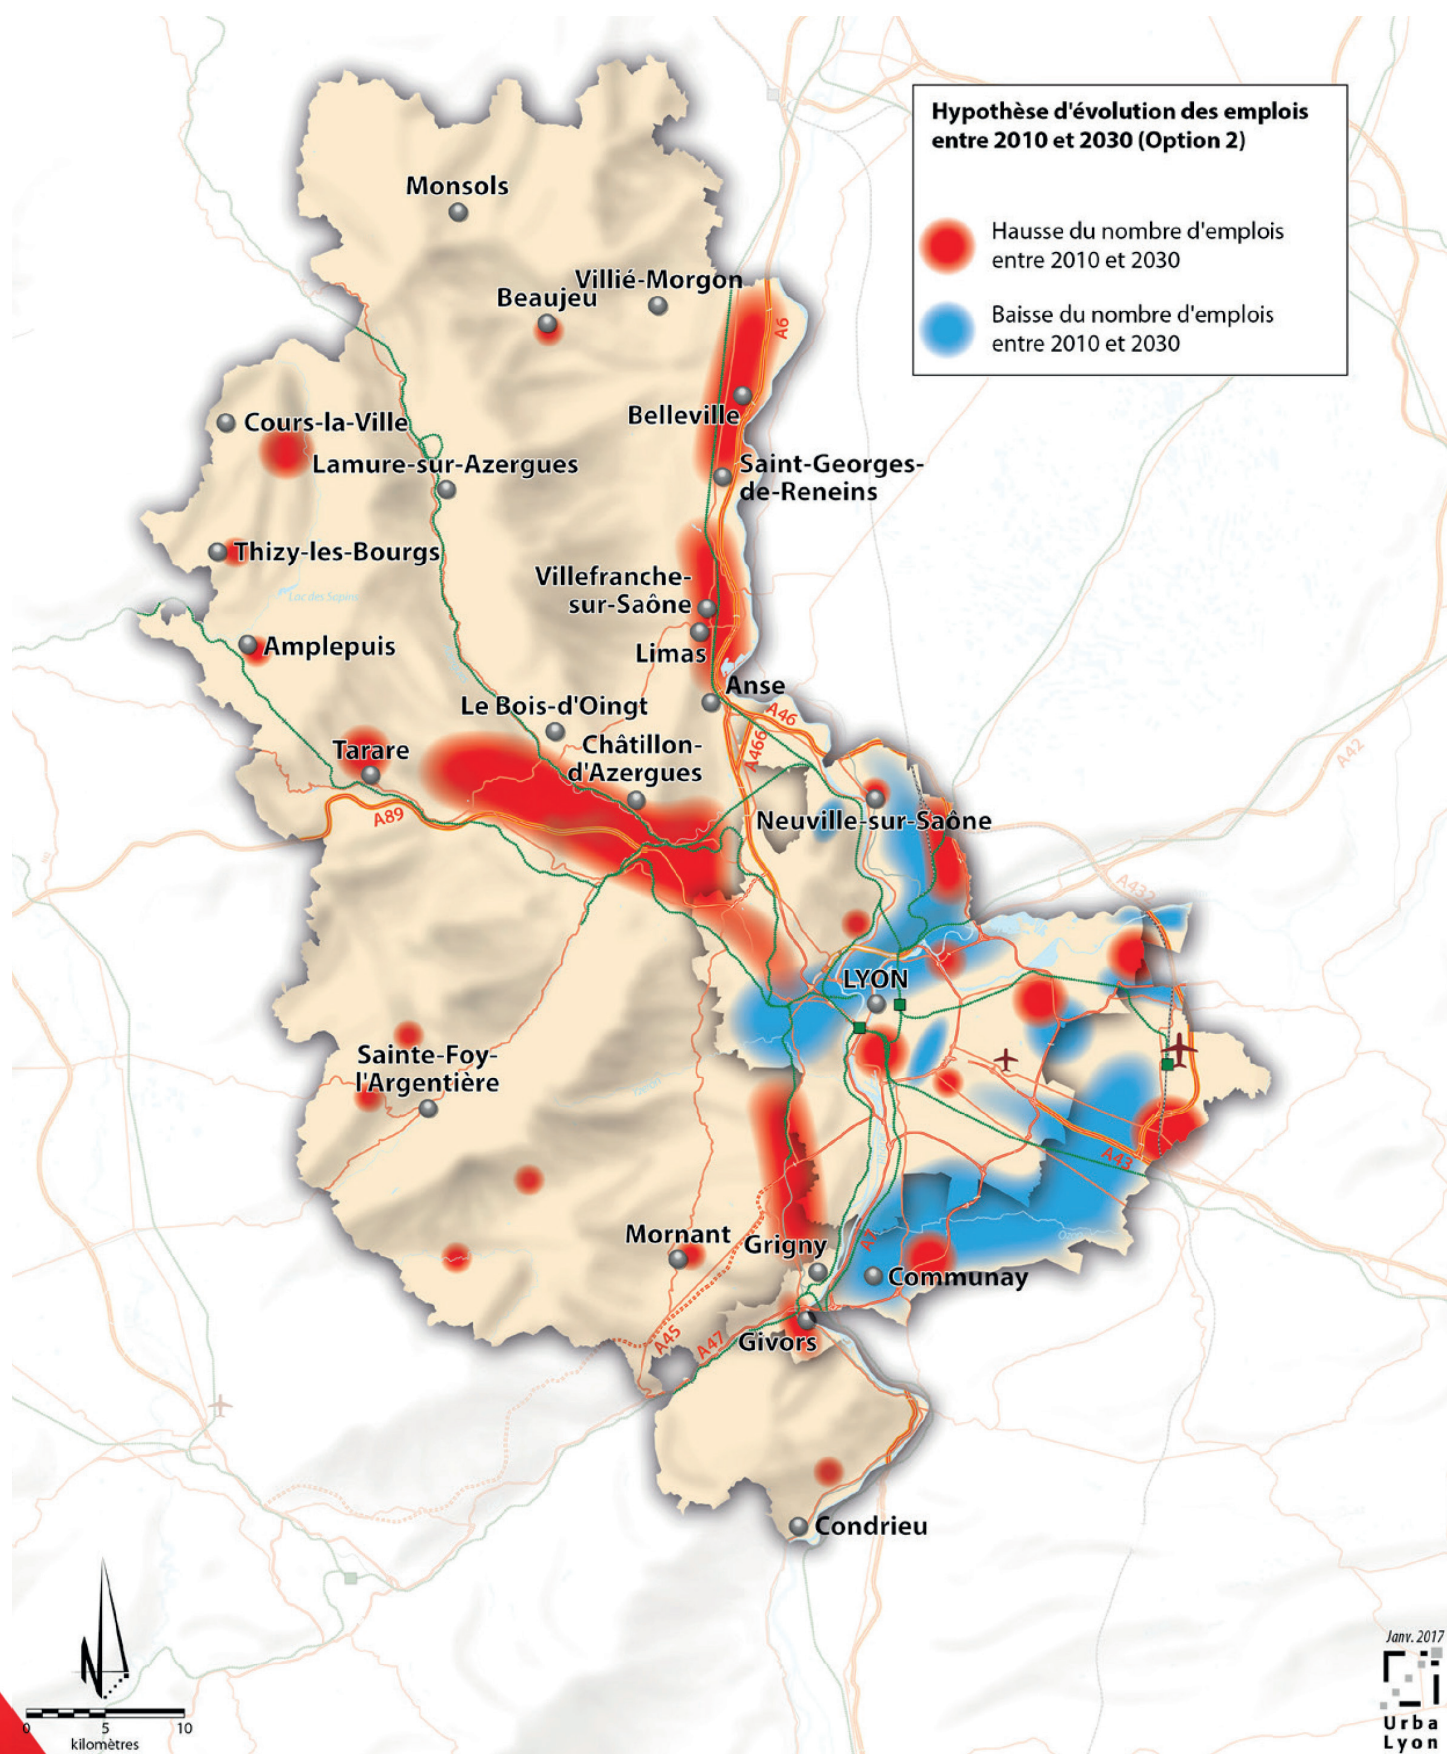 Hypothèse d'évolution des emplois
entre 2010 et 2030 (Option 2)
Hausse du nombre d'emplois
entre 2010 et 2030
Baisse du nombre d'emplois
entre 2010 et 2030
Monsols
Villié-Morgon
Beaujeu
A6
Belleville
Cours-la-Ville
Lamure-sur-Azergues
Saint-Georges-
de-Reneins
Thizy-les-Bourgs
Villefranche-
sur-Saône
Lac des Sapins
Amplepuis
Limas
Anse
Le Bois-d'Oingt
A46
A466
A42
Châtillon-
d'Azergues
Tarare
A89
Neuville-sur-Saône
A432
LYON
Sainte-Foy-
l'Argentière
A43
Mornant
Grigny
A7
Communay
Givors
A45
A47
Condrieu
N
0 5 10
kilomètres
Janv. 2017
Urba
Lyon